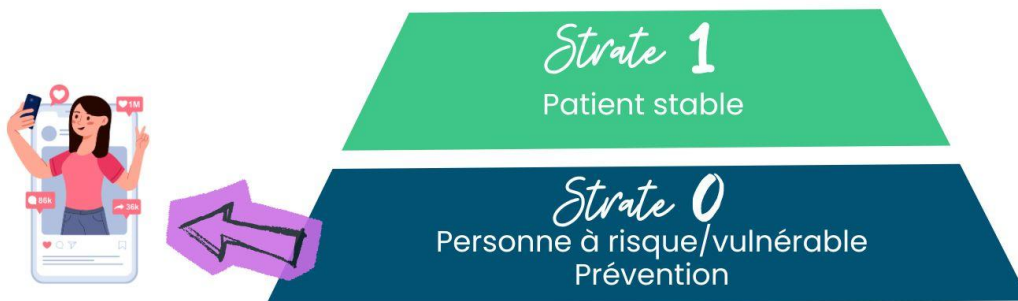 Strate 1
Patient stable
1M
86k
36k
Strate 0
Personne à risque/vulnérable
Prévention